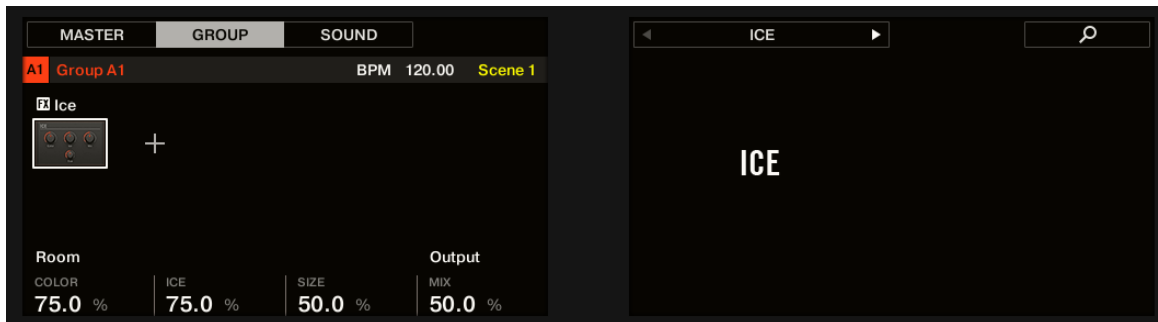 MASTER GROUP SOUND
A1 Group A1 BPM 120.00 Scene 1
FX Ice
Room Output
COLOR ICE SIZE MIX
75.0 % 75.0 % 50.0 % 50.0 %
ICE
ICE